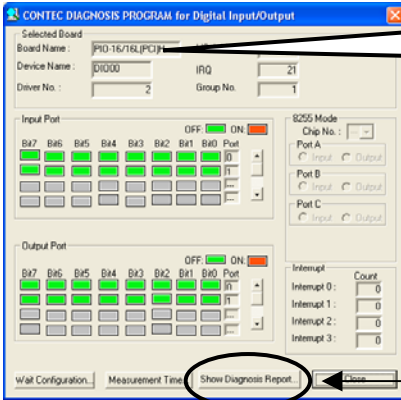 CONTEC DIAGNOSIS PROGRAM for Digital Input/Output
Selected Board
Board Name : PIO-16/16L(PCI)H
Device Name : DIO00 IRQ 21
Driver No. : 2 Group No. 1
Input Port
OFF: ON:
Bit7 Bit6 Bit5 Bit4 Bit3 Bit2 Bit1 Bit0 Port
0
1
8255 Mode
Chip No. :
Port A
Input Output
Port B
Input Output
Port C
Input Output
Output Port
OFF: ON:
Bit7 Bit6 Bit5 Bit4 Bit3 Bit2 Bit1 Bit0 Port
0
1
Interrupt Count
Interrupt 0 : 0
Interrupt 1 : 0
Interrupt 2 : 0
Interrupt 3 : 0
Wait Configuration... Measurement Time Show Diagnosis Report... Close